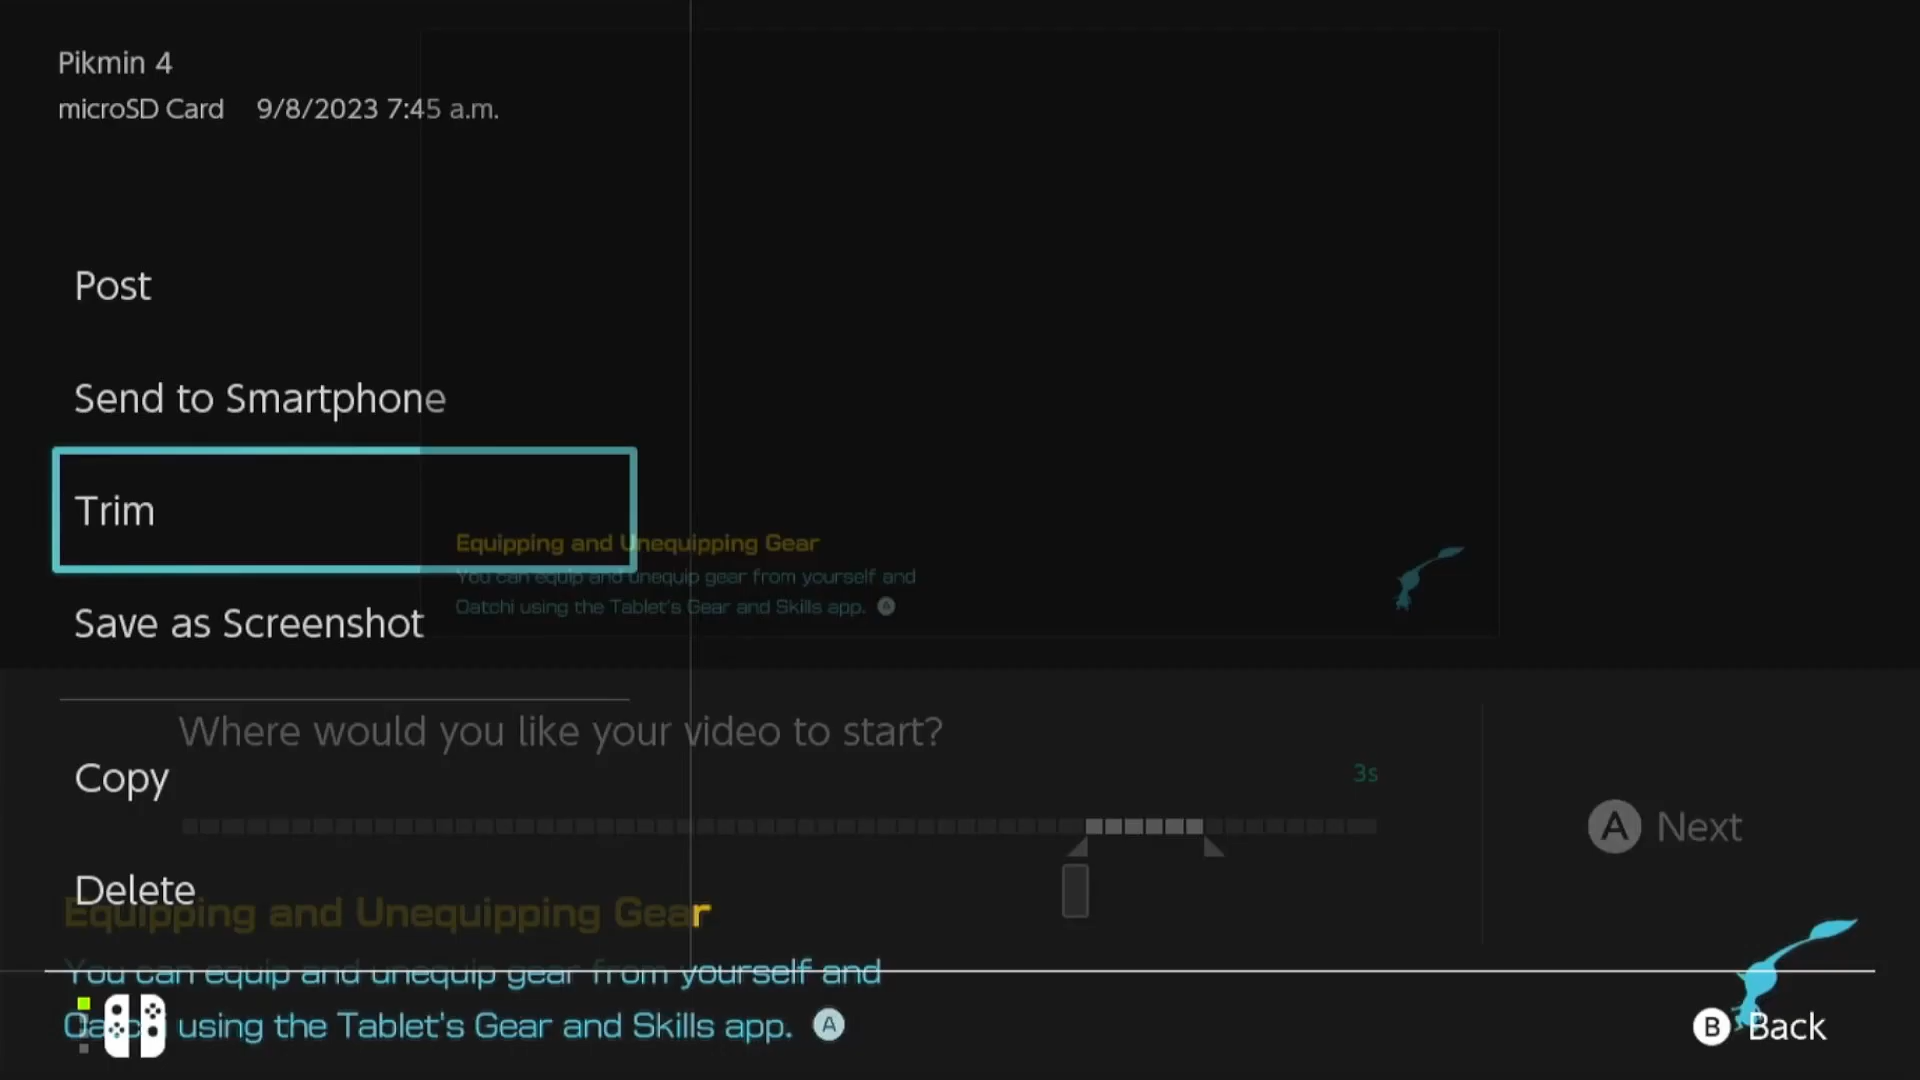 Pikmin 4
microSD Card 9/8/2023 7:45 a.m.
Post
Send to Smartphone
Trim
Equipping and Unequipping Gear
You can equip and unequip gear from yourself and
Oatchi using the Tablet's Gear and Skills app. A
Save as Screenshot
Where would you like your video to start?
3s
Copy
A Next
Delete
Equipping and Unequipping Gear
You can equip and unequip gear from yourself and
Oatchi using the Tablet's Gear and Skills app. A
B Back